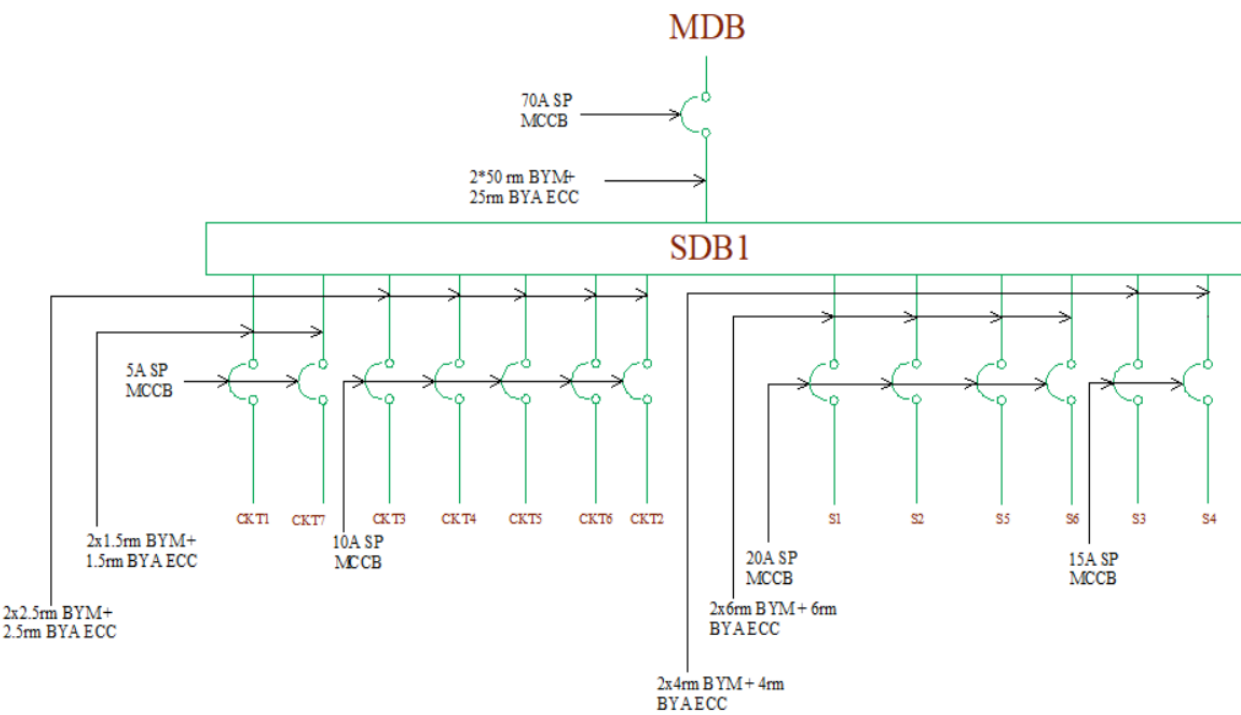 MDB
70A SP
MCCB
2*50 rm BYM+
25rm BYA ECC
SDB1
5A SP
MCCB
CKT1
CKT7
CKT3
CKT4
CKT5
CKT6
CKT2
S1
S2
S5
S6
S3
S4
2x1.5rm BYM+
1.5rm BYA ECC
10A SP
MCCB
20A SP
MCCB
15A SP
MCCB
2x2.5rm BYM+
2.5rm BYA ECC
2x6rm BYM + 6rm
BYA ECC
2x4rm BYM + 4rm
BYA ECC